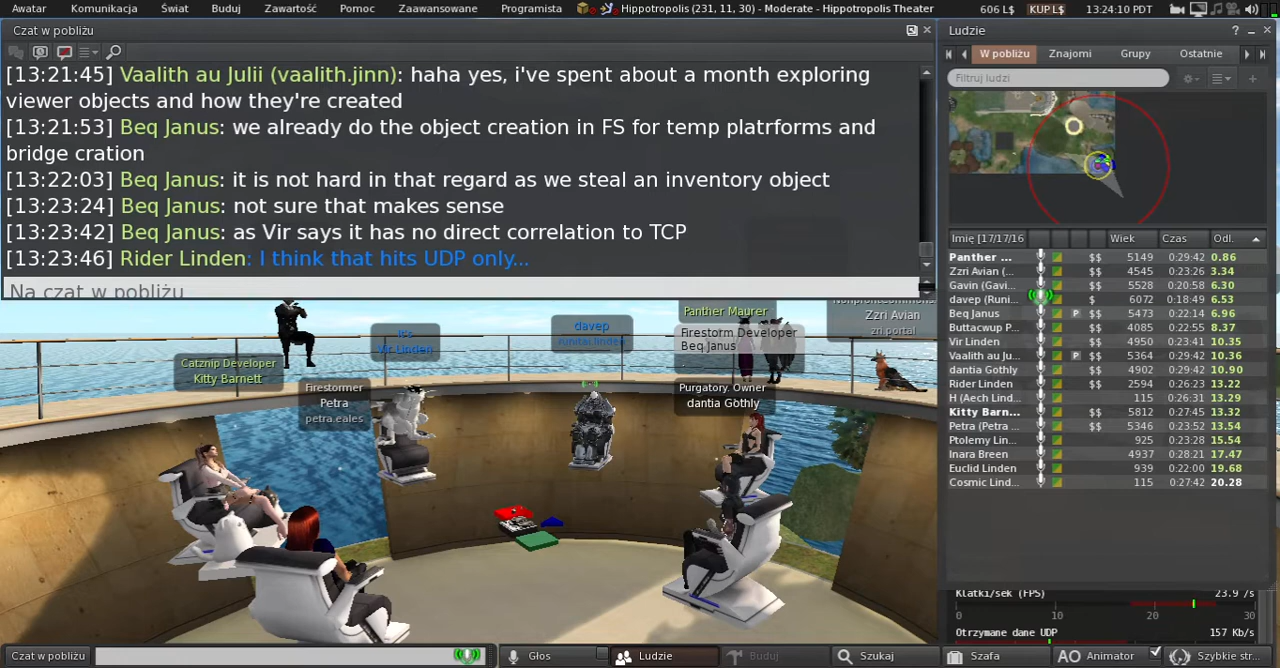 Awatar Komunikacja Świat Buduj Zawartość Pomoc Zaawansowane Programista Hippotropolis (231, 11, 30) - Moderate - Hippotropolis Theater 606 L$ KUP L$ 13:24:10 PDT
Czat w pobliżu
[13:21:45] Vaalith au Julii (vaalith.jinn): haha yes, i've spent about a month exploring
viewer objects and how they're created
[13:21:53] Beq Janus: we already do the object creation in FS for temp platrforms and
bridge cration
[13:22:03] Beq Janus: it is not hard in that regard as we steal an inventory object
[13:23:24] Beq Janus: not sure that makes sense
[13:23:42] Beq Janus: as Vir says it has no direct correlation to TCP
[13:23:46] Rider Linden: I think that hits UDP only...
Na czat w pobliżu
Ludzie
W pobliżu Znajomi Grupy Ostatnie
Filtruj ludzi
Imię [17/17/16 Wiek Czas Odl.
Panther ... $$ 5149 0:29:42 0.86
Zzri Avian (... $$ 4545 0:23:26 3.34
Gavin (Gavi... $$ 5528 0:20:58 6.30
davep (Runi... $ 6072 0:18:49 6.53
Beq Janus P $$ 5473 0:22:14 6.96
Buttacwup P... $$ 4085 0:22:55 8.37
Vir Linden $$ 4950 0:23:41 10.35
Vaalith au Ju... P $$ 5364 0:29:42 10.36
dantia Gothly $$ 4902 0:29:42 10.90
Rider Linden $$ 2594 0:26:23 13.22
H (Aech Lind... 115 0:26:31 13.29
Kitty Barn... $$ 5812 0:27:45 13.32
Petra (Petra ... $$ 5346 0:23:52 13.54
Ptolemy Lin... 925 0:23:28 15.54
Inara Breen 4937 0:28:21 17.47
Euclid Linden 939 0:22:00 19.68
Cosmic Lind... 115 0:27:42 20.28
Panther Maurer
Zzri Avian
zn portal
Firestorm Developer
Beq Janus
davep
runitai.linden
It's
Vir Linden
Catznip Developer
Kitty Barnett
Firestormer
Petra
petra.eales
Purgatory. Owner
dantia Gothly
Klatki/sek (FPS) 23.9 /s
0 10 20 30
Otrzymane dane UDP 157 Kb/s
Czat w pobliżu Głos Ludzie Buduj Szukaj Szafa AO Animator Szybkie str...